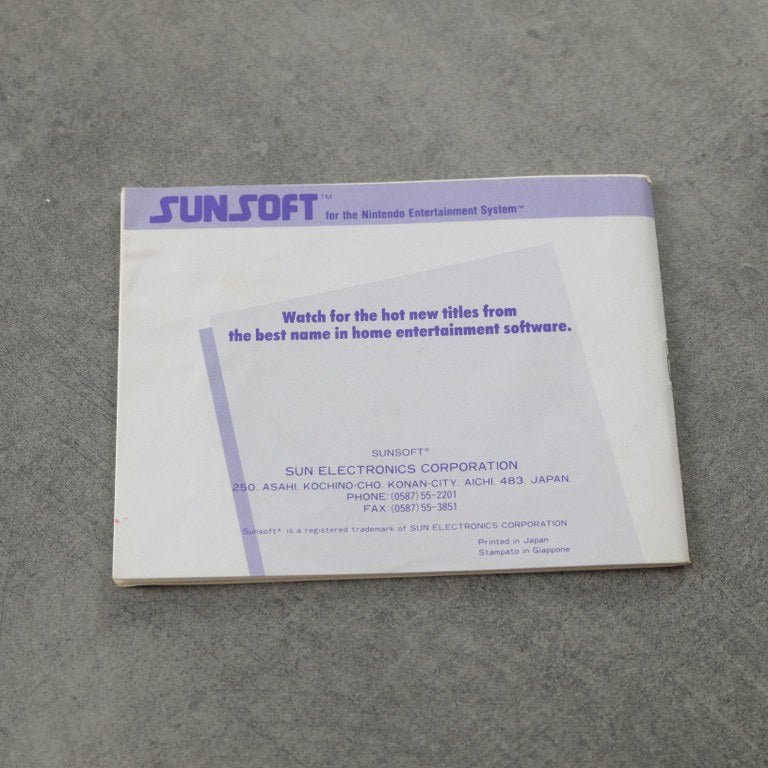 SUNSOFT™ for the Nintendo Entertainment System™
Watch for the hot new titles from
the best name in home entertainment software.
SUNSOFT®
SUN ELECTRONICS CORPORATION
250, ASAHI, KOCHINO-CHO, KONAN-CITY, AICHI, 483, JAPAN.
PHONE:(0587)55-2201
FAX:(0587)55-3851
Sunsoft® is a registered trademark of SUN ELECTRONICS CORPORATION
Printed in Japan
Stampato in Giappone